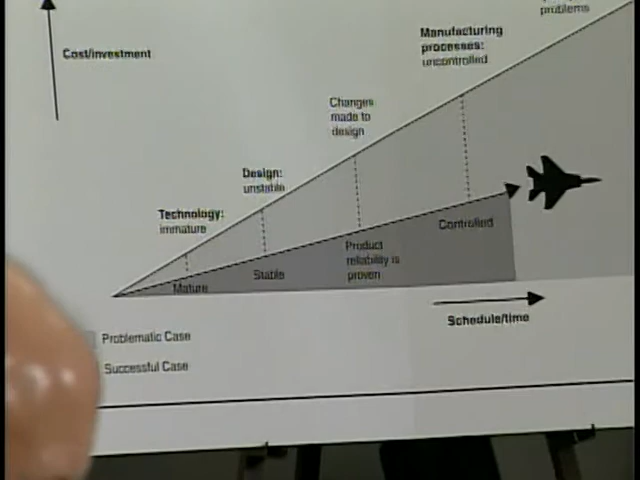 problems
Manufacturing
processes:
uncontrolled
Cost/investment
Changes
made to
design
Design:
unstable
Technology:
immature
Controlled
Product
reliability is
proven
Stable
Mature
Schedule/time
Problematic Case
Successful Case